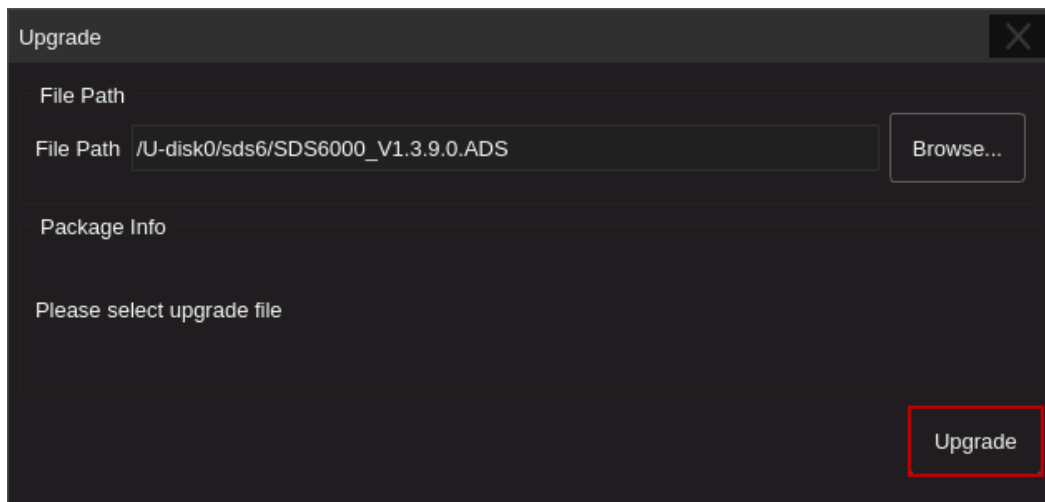 Upgrade
File Path
File Path /U-disk0/sds6/SDS6000_V1.3.9.0.ADS Browse...
Package Info
Please select upgrade file
Upgrade